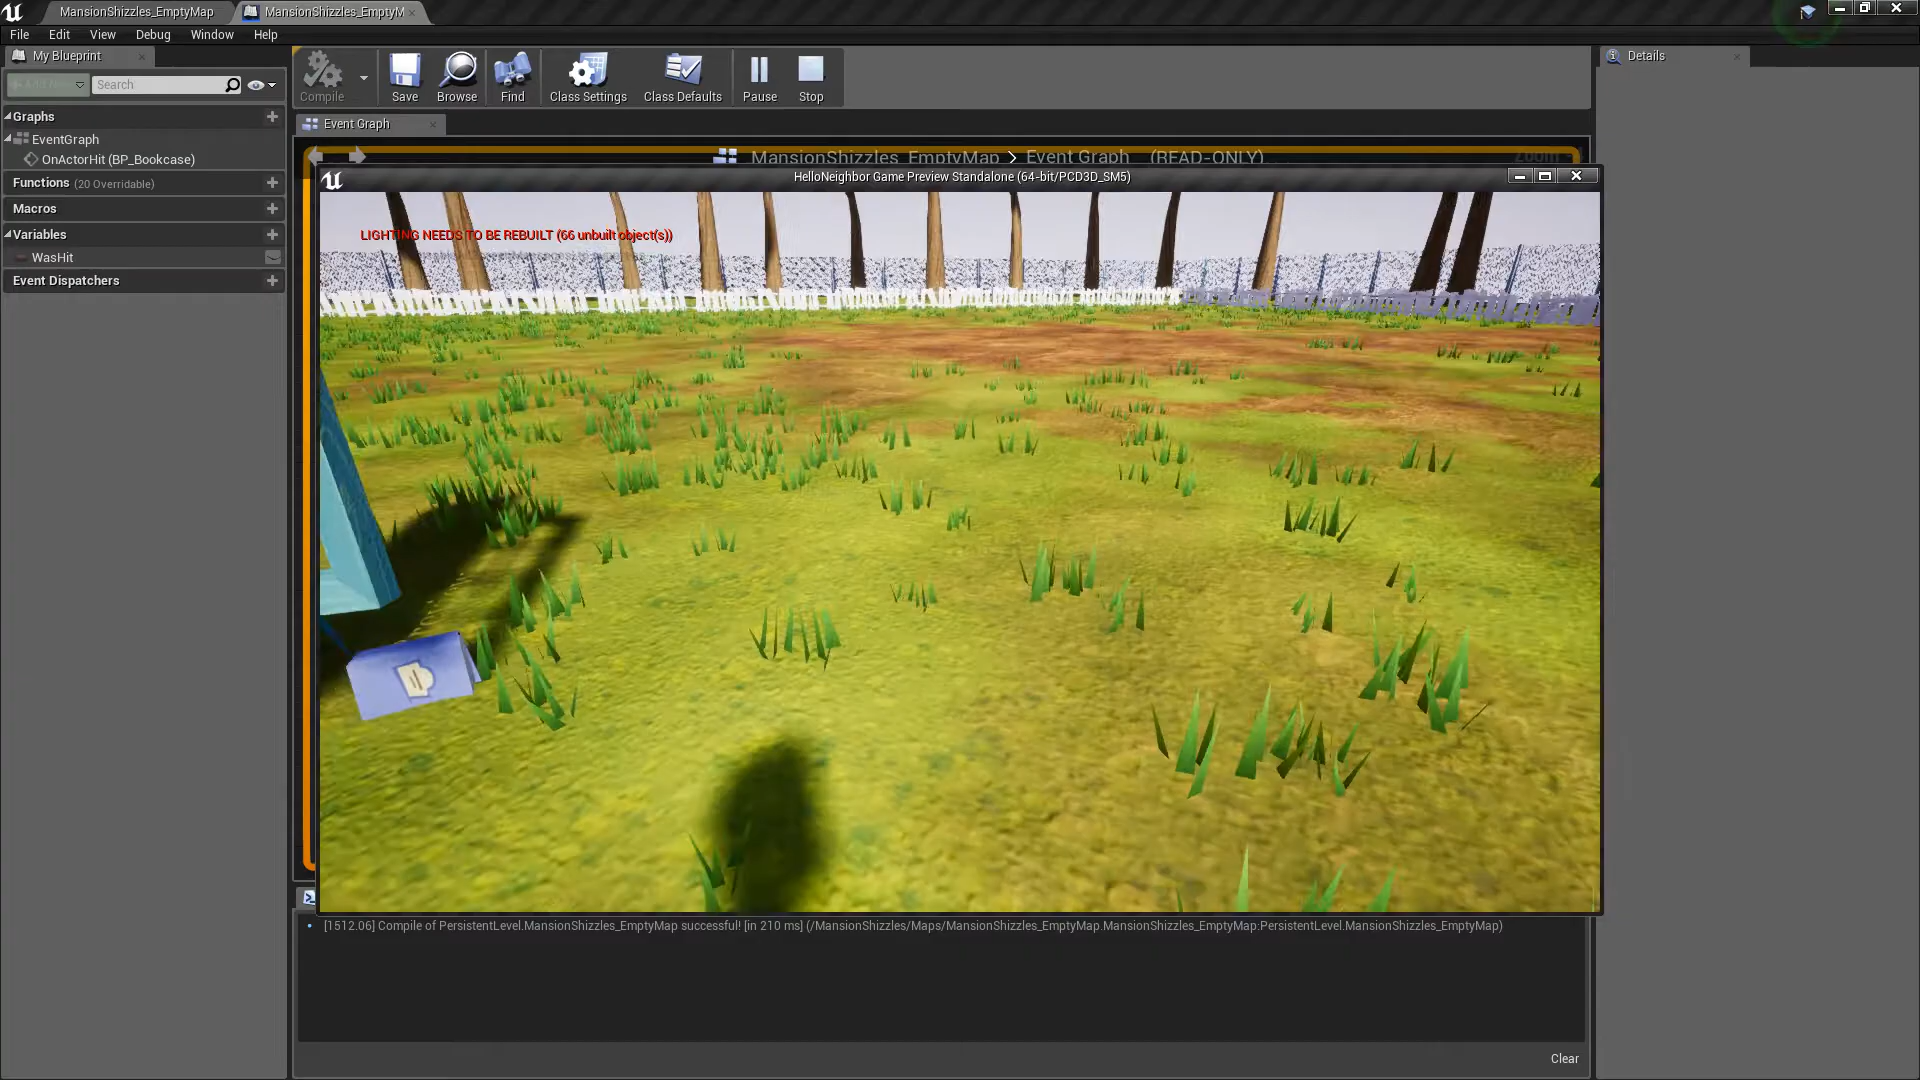 MansionShizzles_EmptyMap
MansionShizzles_EmptyM
File Edit View Debug Window Help
My Blueprint
Search
Graphs
EventGraph
OnActorHit (BP_Bookcase)
Functions (20 Overridable)
Macros
Variables
WasHit
Event Dispatchers
Compile Save Browse Find Class Settings Class Defaults Pause Stop
Event Graph
MansionShizzles_EmptyMap > Event Graph (READ-ONLY)
HelloNeighbor Game Preview Standalone (64-bit/PCD3D_SM5)
LIGHTING NEEDS TO BE REBUILT (66 unbuilt object(s))
[1512.06] Compile of PersistentLevel.MansionShizzles_EmptyMap successful! [in 210 ms] (/MansionShizzles/Maps/MansionShizzles_EmptyMap.MansionShizzles_EmptyMap:PersistentLevel.MansionShizzles_EmptyMap)
Clear
Details